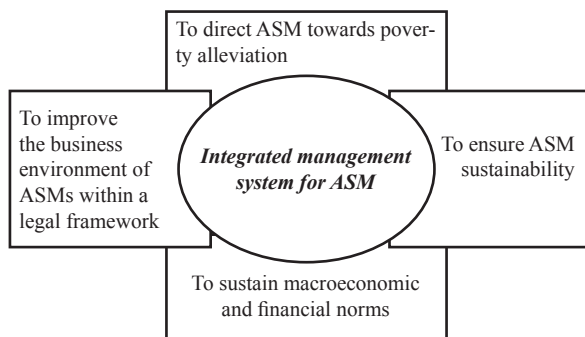 To direct ASM towards pover-
ty alleviation
To improve
the business
environment of
ASMs within a
legal framework
Integrated management
system for ASM
To ensure ASM
sustainability
To sustain macroeconomic
and financial norms